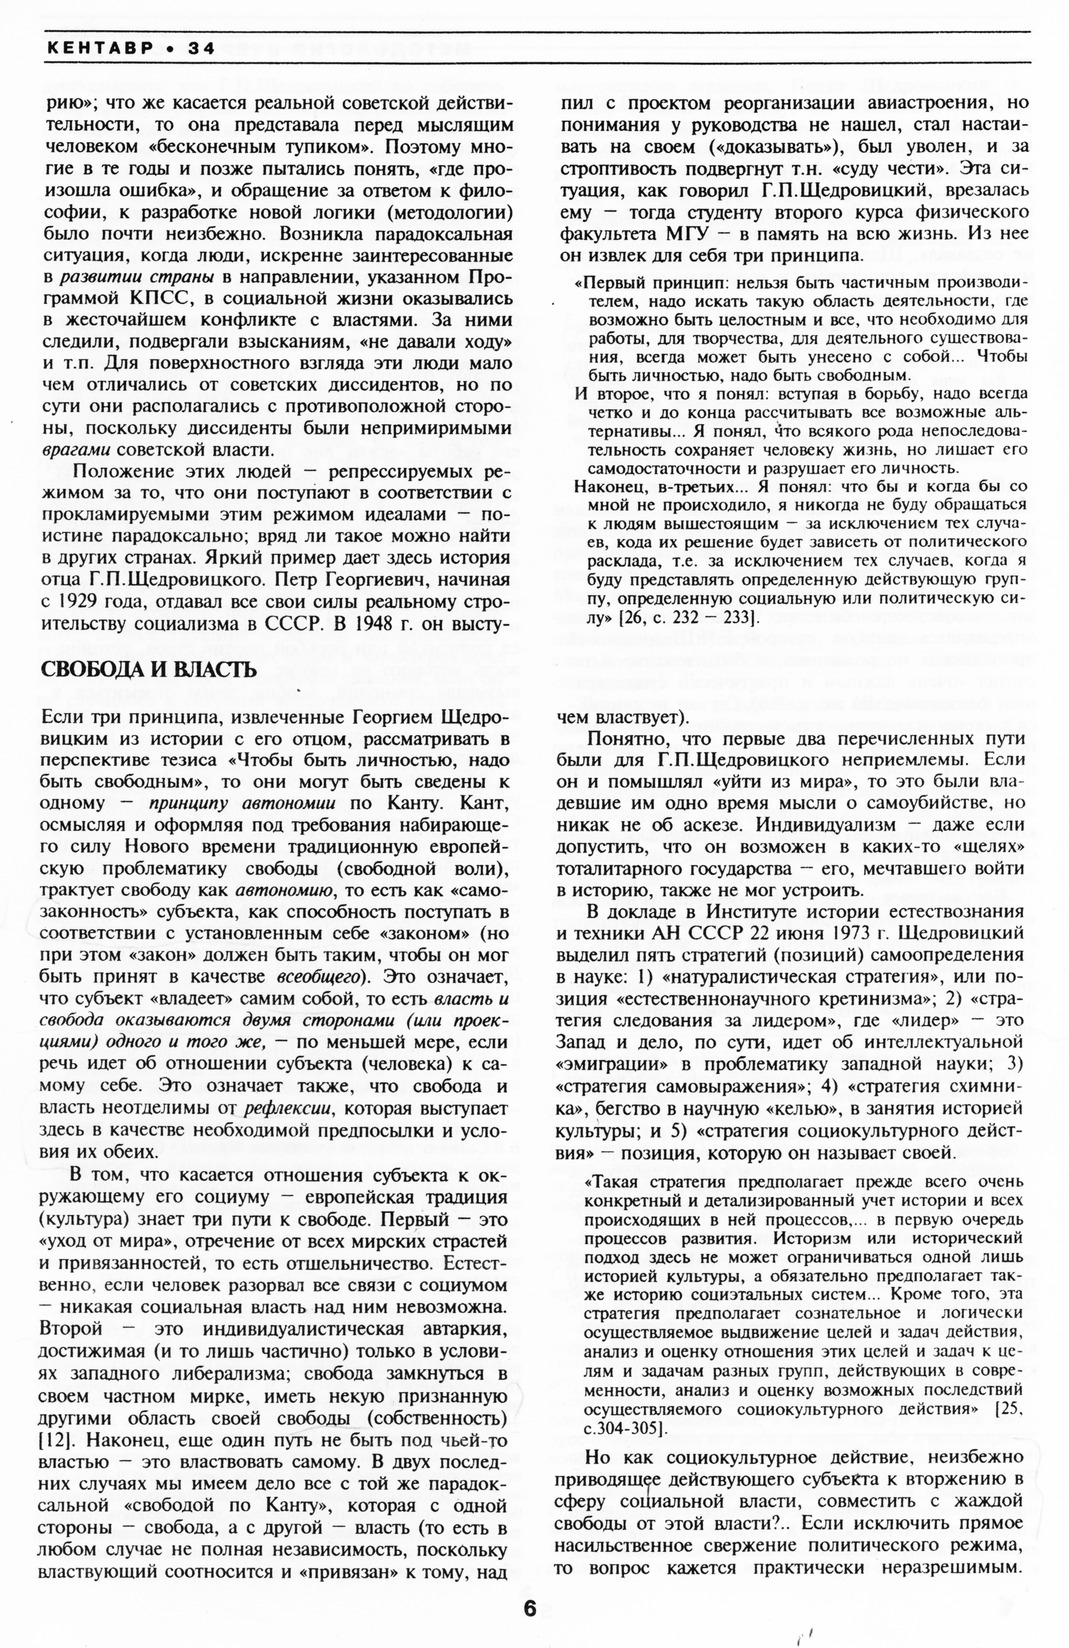 КЕНТАВР • 34
рию»; что же касается реальной советской действи-
тельности, то она представала перед мыслящим
человеком «бесконечным тупиком». Поэтому мно-
гие в те годы и позже пытались понять, «где про-
изошла ошибка», и обращение за ответом к фило-
софии, к разработке новой логики (методологии)
было почти неизбежно. Возникла парадоксальная
ситуация, когда люди, искренне заинтересованные
в развитии страны в направлении, указанном Про-
граммой КПСС, в социальной жизни оказывались
в жесточайшем конфликте с властями. За ними
следили, подвергали взысканиям, «не давали ходу»
и т.п. Для поверхностного взгляда эти люди мало
чем отличались от советских диссидентов, но по
сути они располагались с противоположной сторо-
ны, поскольку диссиденты были непримиримыми
врагами советской власти.
Положение этих людей — репрессируемых ре-
жимом за то, что они поступают в соответствии с
прокламируемыми этим режимом идеалами — по-
истине парадоксально; вряд ли такое можно найти
в других странах. Яркий пример дает здесь история
отца Г.П.Щедровицкого. Петр Георгиевич, начиная
с 1929 года, отдавал все свои силы реальному стро-
ительству социализма в СССР. В 1948 г. он высту-
пил с проектом реорганизации авиастроения, но
понимания у руководства не нашел, стал настаи-
вать на своем («доказывать»), был уволен, и за
строптивость подвергнут т.н. «суду чести». Эта си-
туация, как говорил Г.П.Щедровицкий, врезалась
ему — тогда студенту второго курса физического
факультета МГУ — в память на всю жизнь. Из нее
он извлек для себя три принципа.
«Первый принцип: нельзя быть частичным производи-
телем, надо искать такую область деятельности, где
возможно быть целостным и все, что необходимо для
работы, для творчества, для деятельного существова-
ния, всегда может быть унесено с собой... Чтобы
быть личностью, надо быть свободным.
И второе, что я понял: вступая в борьбу, надо всегда
четко и до конца рассчитывать все возможные аль-
тернативы... Я понял, что всякого рода непоследова-
тельность сохраняет человеку жизнь, но лишает его
самодостаточности и разрушает его личность.
Наконец, в-третьих... Я понял: что бы и когда бы со
мной не происходило, я никогда не буду обращаться
к людям вышестоящим — за исключением тех случа-
ев, кода их решение будет зависеть от политического
расклада, т.е. за исключением тех случаев, когда я
буду представлять определенную действующую груп-
пу, определенную социальную или политическую си-
лу» [26, с. 232 — 233].
СВОБОДА И ВЛАСТЬ
Если три принципа, извлеченные Георгием Щедро-
вицким из истории с его отцом, рассматривать в
перспективе тезиса «Чтобы быть личностью, надо
быть свободным», то они могут быть сведены к
одному — принципу автономии по Канту. Кант,
осмысляя и оформляя под требования набирающе-
го силу Нового времени традиционную европей-
скую проблематику свободы (свободной воли),
трактует свободу как автономию, то есть как «само-
законность» субъекта, как способность поступать в
соответствии с установленным себе «законом» (но
при этом «закон» должен быть таким, чтобы он мог
быть принят в качестве всеобщего). Это означает,
что субъект «владеет» самим собой, то есть власть и
свобода оказываются двумя сторонами (или проек-
циями) одного и того же, — по меньшей мере, если
речь идет об отношении субъекта (человека) к са-
мому себе. Это означает также, что свобода и
власть неотделимы от рефлексии, которая выступает
здесь в качестве необходимой предпосылки и усло-
вия их обеих.
В том, что касается отношения субъекта к ок-
ружающему его социуму — европейская традиция
(культура) знает три пути к свободе. Первый — это
«уход от мира», отречение от всех мирских страстей
и привязанностей, то есть отшельничество. Естест-
венно, если человек разорвал все связи с социумом
— никакая социальная власть над ним невозможна.
Второй — это индивидуалистическая автаркия,
достижимая (и то лишь частично) только в услови-
ях западного либерализма; свобода замкнуться в
своем частном мирке, иметь некую признанную
другими область своей свободы (собственность)
[12]. Наконец, еще один путь не быть под чьей-то
властью — это властвовать самому. В двух послед-
них случаях мы имеем дело все с той же парадок-
сальной «свободой по Канту», которая с одной
стороны — свобода, а с другой — власть (то есть в
любом случае не полная независимость, поскольку
властвующий соотносится и «привязан» к тому, над
чем властвует).
Понятно, что первые два перечисленных пути
были для Г.П.Щедровицкого неприемлемы. Если
он и помышлял «уйти из мира», то это были вла-
девшие им одно время мысли о самоубийстве, но
никак не об аскезе. Индивидуализм — даже если
допустить, что он возможен в каких-то «щелях»
тоталитарного государства — его, мечтавшего войти
в историю, также не мог устроить.
В докладе в Институте истории естествознания
и техники АН СССР 22 июня 1973 г. Щедровицкий
выделил пять стратегий (позиций) самоопределения
в науке: 1) «натуралистическая стратегия», или по-
зиция «естественнонаучного кретинизма»; 2) «стра-
тегия следования за лидером», где «лидер» — это
Запад и дело, по сути, идет об интеллектуальной
«эмиграции» в проблематику западной науки; 3)
«стратегия самовыражения»; 4) «стратегия схимни-
ка», бегство в научную «келью», в занятия историей
культуры; и 5) «стратегия социокультурного дейст-
вия» — позиция, которую он называет своей.
«Такая стратегия предполагает прежде всего очень
конкретный и детализированный учет истории и всех
происходящих в ней процессов,... в первую очередь
процессов развития. Историзм или исторический
подход здесь не может ограничиваться одной лишь
историей культуры, а обязательно предполагает так-
же историю социэтальных систем... Кроме того, эта
стратегия предполагает сознательное и логически
осуществляемое выдвижение целей и задач действия,
анализ и оценку отношения этих целей и задач к це-
лям и задачам разных групп, действующих в совре-
менности, анализ и оценку возможных последствий
осуществляемого социокультурного действия» [25,
с.304-305].
Но как социокультурное действие, неизбежно
приводящее действующего субъекта к вторжению в
сферу социальной власти, совместить с жаждой
свободы от этой власти?.. Если исключить прямое
насильственное свержение политического режима,
то вопрос кажется практически неразрешимым.
6